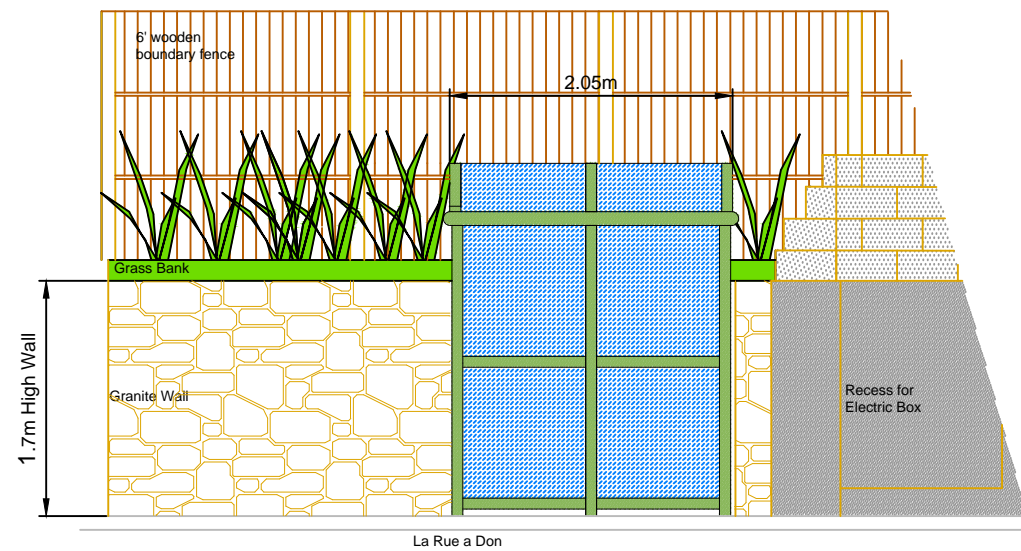 6' wooden
boundary fence
2.05m
Grass Bank
1.7m High Wall
Granite Wall
Recess for
Electric Box
La Rue a Don